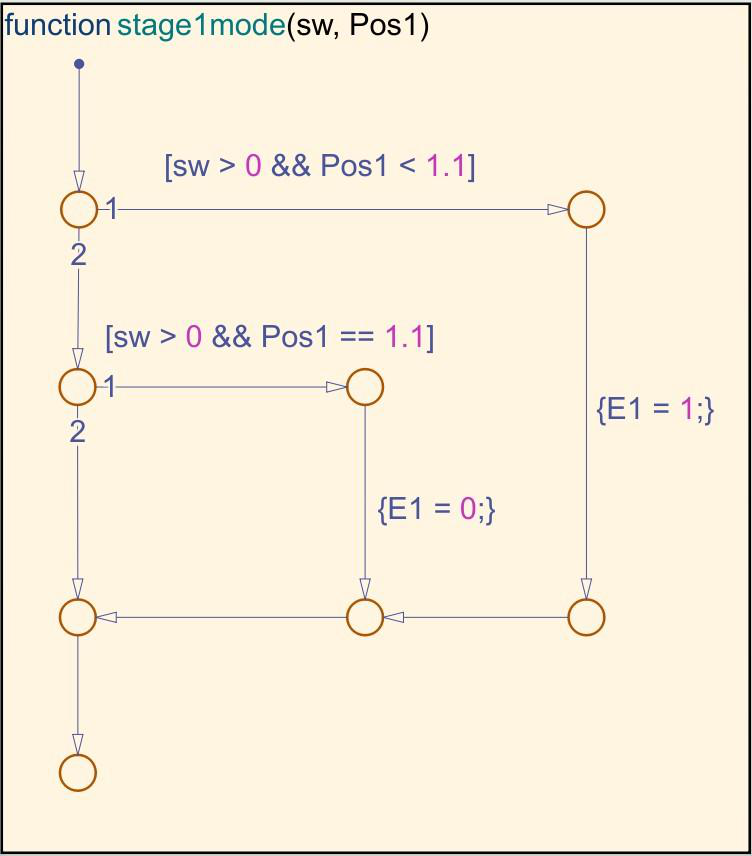 function stage1mode(sw, Pos1)
[sw > 0 && Pos1 < 1.1]
1
2
[sw > 0 && Pos1 == 1.1]
1
2
{E1 = 1;}
{E1 = 0;}